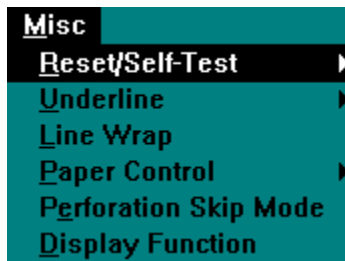 Misc
Reset/Self-Test
Underline
Line Wrap
Paper Control
Perforation Skip Mode
Display Function